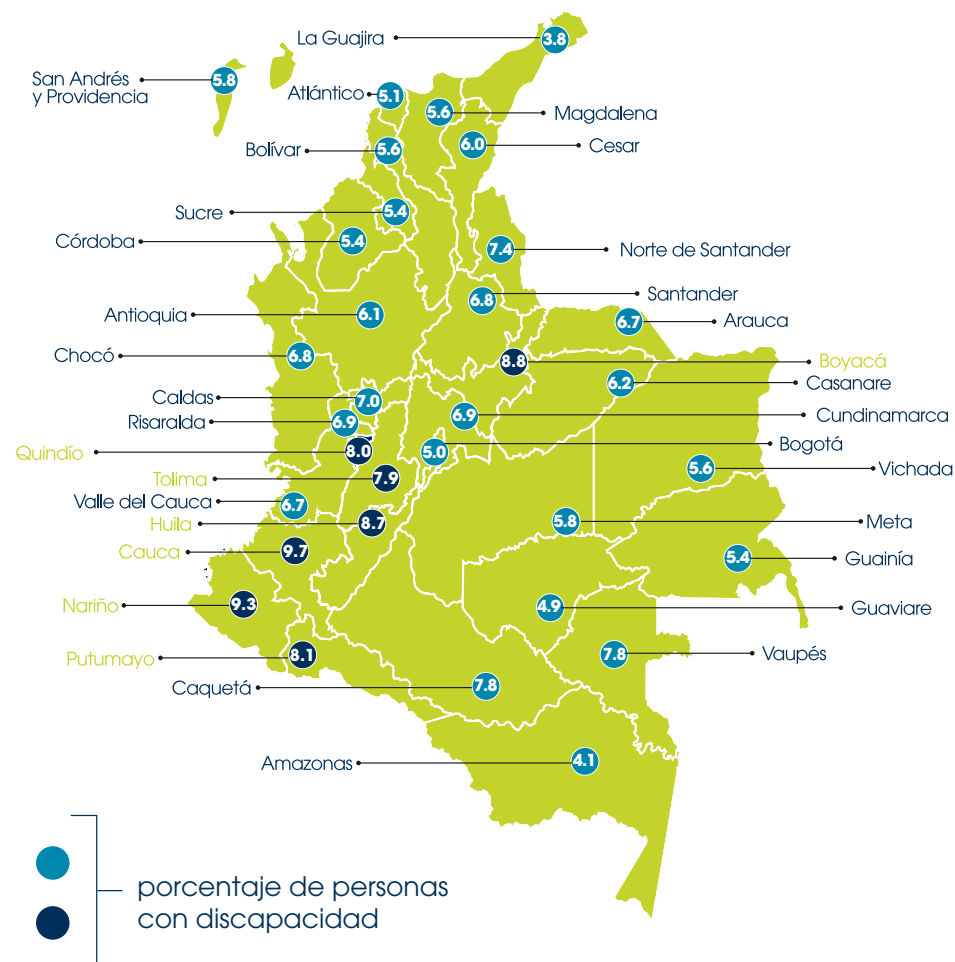 La Guajira
3.8
San Andrés
y Providencia
5.8
Atlántico
5.1
5.6
Magdalena
Bolívar
5.6
6.0
Cesar
Sucre
5.4
Córdoba
5.4
7.4
Norte de Santander
6.8
Santander
Antioquia
6.1
6.7
Arauca
Chocó
6.8
8.8
Boyacá
6.2
Casanare
Caldas
7.0
6.9
Cundinamarca
Risaralda
6.9
Quindío
8.0
5.0
Bogotá
Tolima
7.9
5.6
Vichada
Valle del Cauca
6.7
Huila
8.7
5.8
Meta
Cauca
9.7
5.4
Guainía
Nariño
9.3
4.9
Guaviare
Putumayo
8.1
7.8
Vaupés
Caquetá
7.8
Amazonas
4.1
porcentaje de personas
con discapacidad